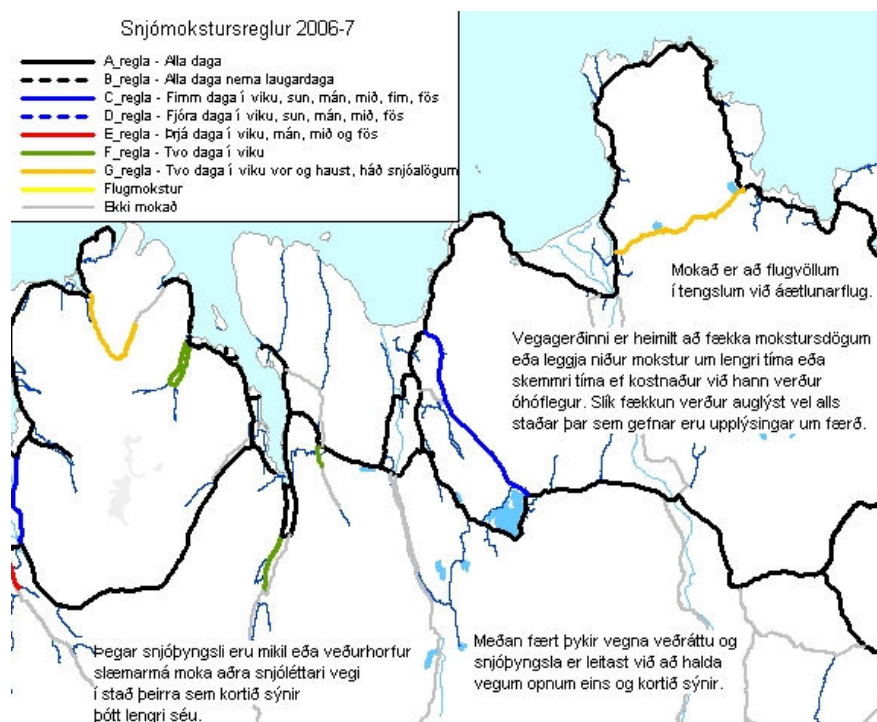 Snjómokstursreglur 2006-7
A_regla - Alla daga
B_regla - Alla daga nema laugardaga
C_regla - Fimm daga í viku, sun, mán, mið, fim, fös
D_regla - Fjóra daga í viku, sun, mán, mið, fös
E_regla - Þrjá daga í viku, mán, mið og fös
F_regla - Tvo daga í viku
G_regla - Tvo daga í viku vor og haust, háð snjóalögum
Flugmokstur
Ekki mokað
Mokað er að flugvöllum
í tengslum við áætlunarflug.
Vegagerðinni er heimilt að fækka mokstursdögum
eða leggja niður mokstur um lengri tíma eða
skemmri tíma ef kostnaður við hann verður
óhóflegur. Slík fækkun verður auglýst vel alls
staðar þar sem gefnar eru upplýsingar um færð.
Þegar snjóþyngsli eru mikil eða veðurhorfur
slæmarmá moka aðra snjóléttari vegi
í stað þeirra sem kortið sýnir
þótt lengri séu.
Meðan fært þykir vegna veðráttu og
snjóþyngsla er leitast við að halda
vegum opnum eins og kortið sýnir.